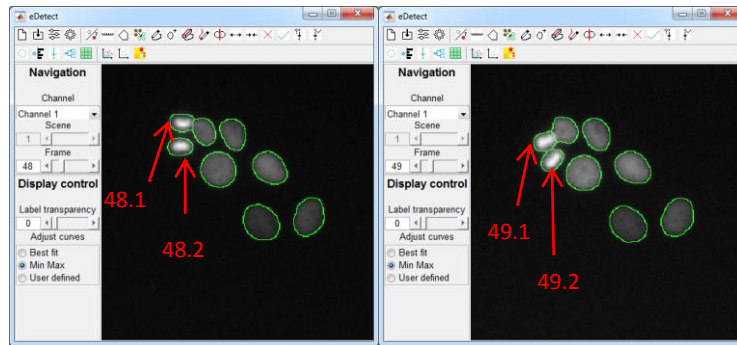 eDetect
Navigation
Channel
Channel 1
Scene
1
Frame
48
Display control
Label transparency
0
Adjust curves
Best fit
Min Max
User defined
48.1
48.2
eDetect
Navigation
Channel
Channel 1
Scene
1
Frame
49
Display control
Label transparency
0
Adjust curves
Best fit
Min Max
User defined
49.1
49.2